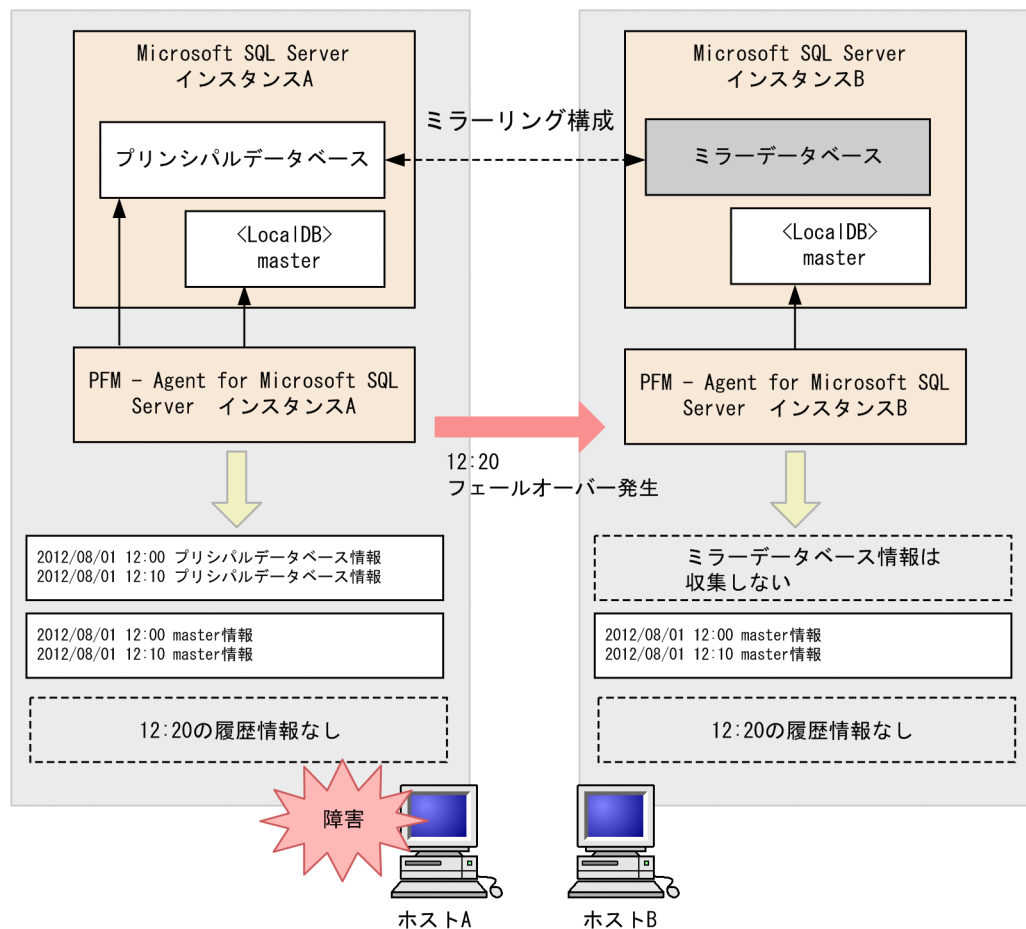 Microsoft SQL Server
インスタンスA
プリンシパルデータベース
<LocalDB>
master
PFM - Agent for Microsoft SQL
Server インスタンスA
ミラーリング構成
Microsoft SQL Server
インスタンスB
ミラーデータベース
<LocalDB>
master
PFM - Agent for Microsoft SQL
Server インスタンスB
12:20
フェールオーバー発生
2012/08/01 12:00 プリシパルデータベース情報
2012/08/01 12:10 プリシパルデータベース情報
2012/08/01 12:00 master情報
2012/08/01 12:10 master情報
12:20の履歴情報なし
ミラーデータベース情報は
収集しない
2012/08/01 12:00 master情報
2012/08/01 12:10 master情報
12:20の履歴情報なし
障害
ホストA
ホストB